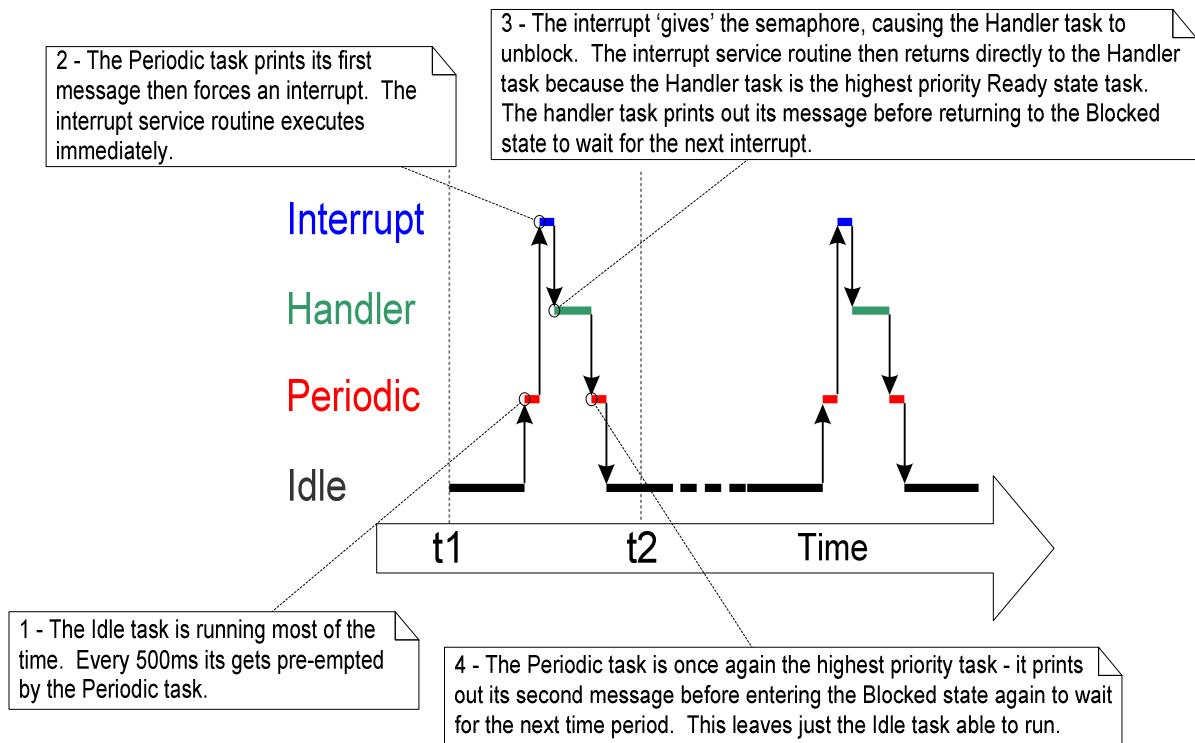 3 - The interrupt ‘gives’ the semaphore, causing the Handler task to
unblock. The interrupt service routine then returns directly to the Handler
task because the Handler task is the highest priority Ready state task.
The handler task prints out its message before returning to the Blocked
state to wait for the next interrupt.
2 - The Periodic task prints its first
message then forces an interrupt. The
interrupt service routine executes
immediately.
Interrupt
Handler
Periodic
Idle
t1
t2
Time
1 - The Idle task is running most of the
time. Every 500ms its gets pre-empted
by the Periodic task.
4 - The Periodic task is once again the highest priority task - it prints
out its second message before entering the Blocked state again to wait
for the next time period. This leaves just the Idle task able to run.